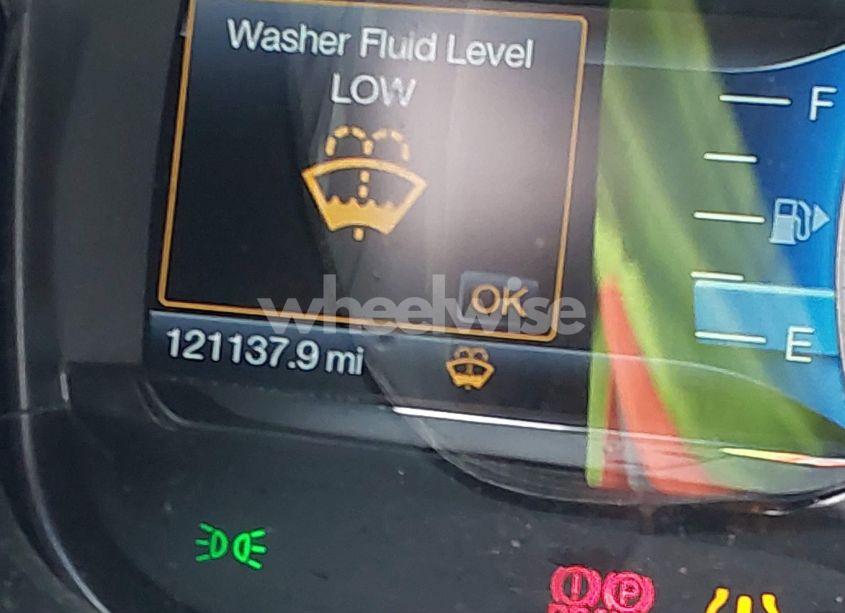 Washer Fluid Level
LOW
F
OK
wheelwise
E
121137.9 mi
P